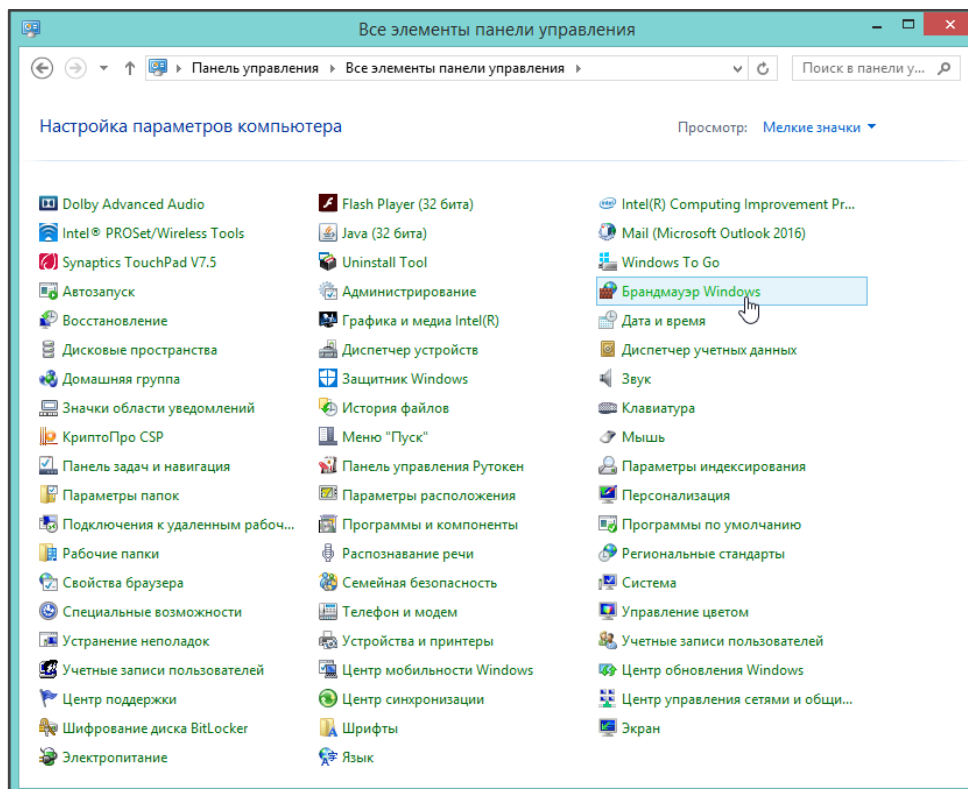 Все элементы панели управления
Панель управления Все элементы панели управления Поиск в панели у...
Настройка параметров компьютера Просмотр: Мелкие значки
Dolby Advanced Audio Flash Player (32 бита) Intel(R) Computing Improvement Pr...
Intel® PROSet/Wireless Tools Java (32 бита) Mail (Microsoft Outlook 2016)
Synaptics TouchPad V7.5 Uninstall Tool Windows To Go
Автозапуск Администрирование Брандмауэр Windows
Восстановление Графика и медиа Intel(R) Дата и время
Дисковые пространства Диспетчер устройств Диспетчер учетных данных
Домашняя группа Защитник Windows Звук
Значки области уведомлений История файлов Клавиатура
КриптоПро CSP Меню "Пуск" Мышь
Панель задач и навигация Панель управления Рутокен Параметры индексирования
Параметры папок Параметры расположения Персонализация
Подключения к удаленным рабоч... Программы и компоненты Программы по умолчанию
Рабочие папки Распознавание речи Региональные стандарты
Свойства браузера Семейная безопасность Система
Специальные возможности Телефон и модем Управление цветом
Устранение неполадок Устройства и принтеры Учетные записи пользователей
Учетные записи пользователей Центр мобильности Windows Центр обновления Windows
Центр поддержки Центр синхронизации Центр управления сетями и общи...
Шифрование диска BitLocker Шрифты Экран
Электропитание Язык